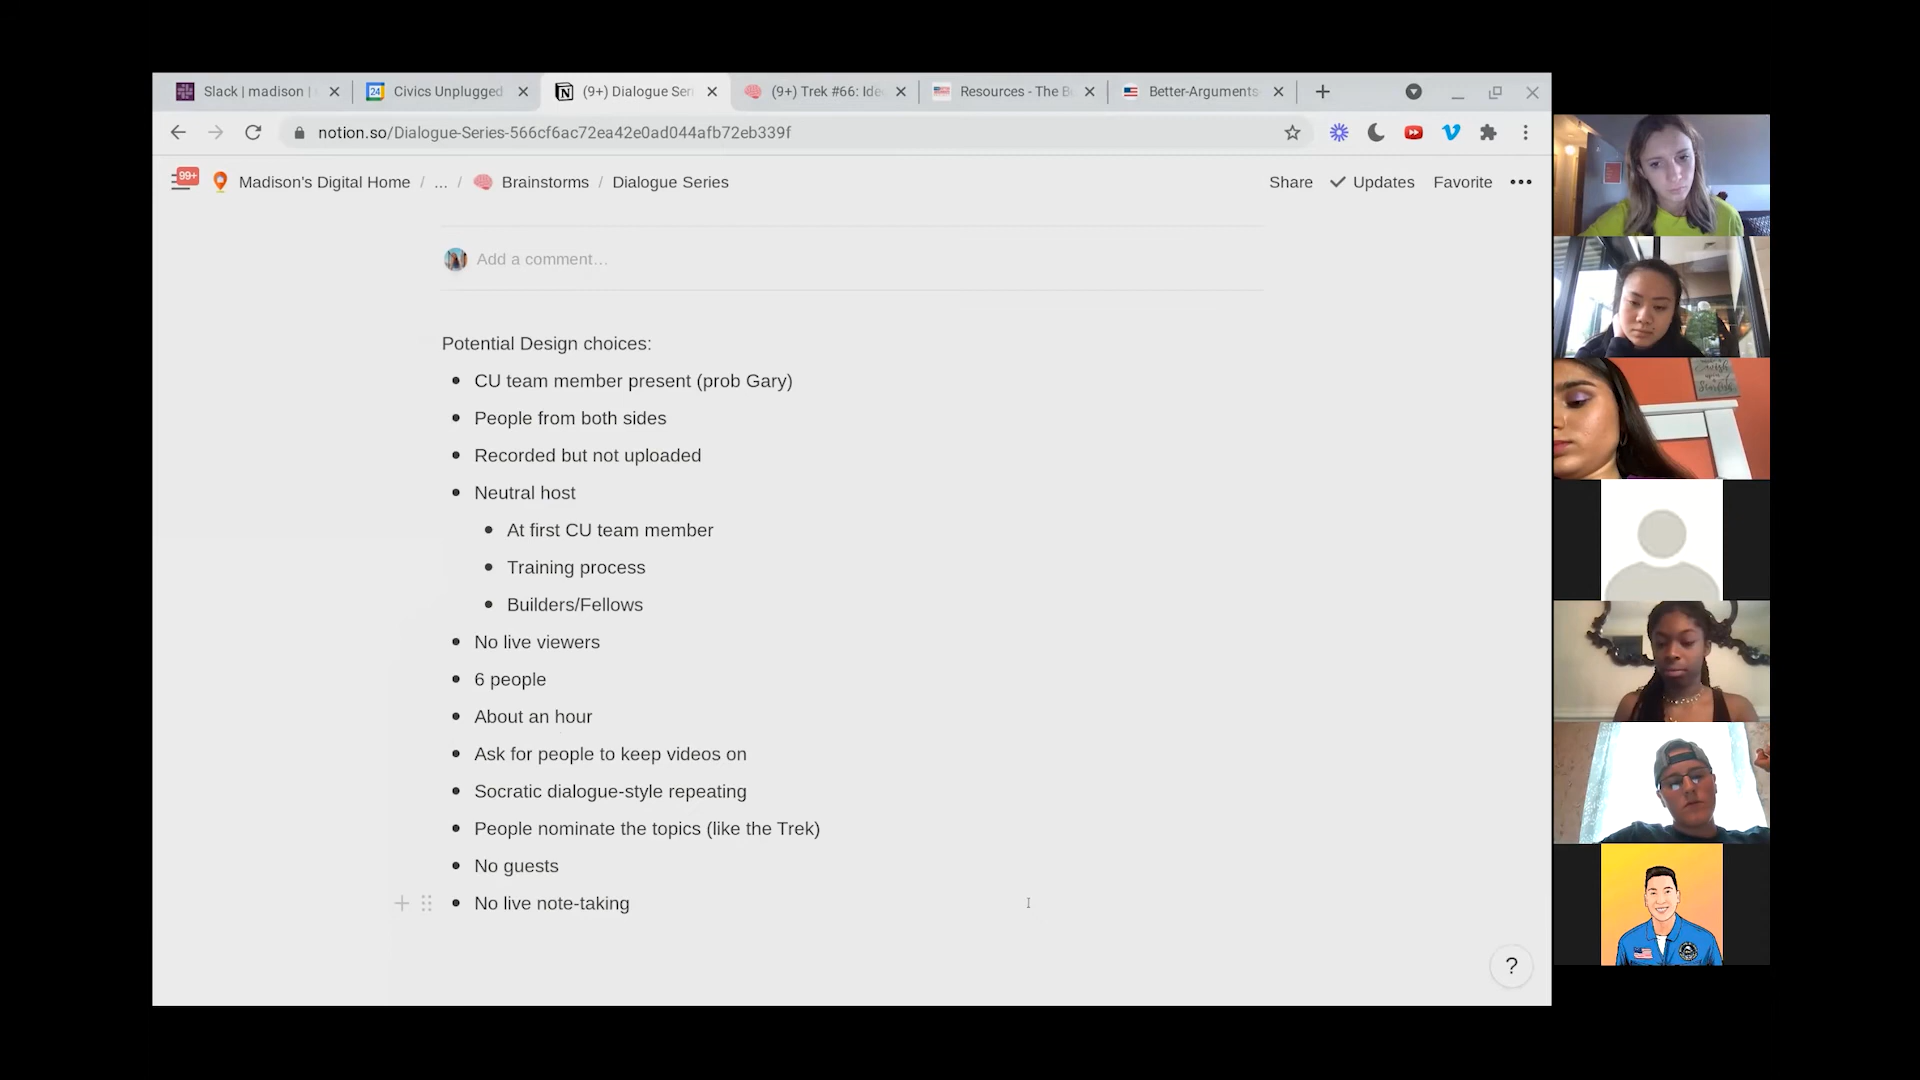 Slack | madison |
Civics Unplugged
(9+) Dialogue Ser
(9+) Trek #66: Ide
Resources - The B
Better-Arguments-
notion.so/Dialogue-Series-566cf6ac72ea42e0ad044afb72eb339f
99+
Madison's Digital Home / ... / Brainstorms / Dialogue Series
Share Updates Favorite
Add a comment...
Potential Design choices:
CU team member present (prob Gary)
People from both sides
Recorded but not uploaded
Neutral host
At first CU team member
Training process
Builders/Fellows
No live viewers
6 people
About an hour
Ask for people to keep videos on
Socratic dialogue-style repeating
People nominate the topics (like the Trek)
No guests
No live note-taking
?